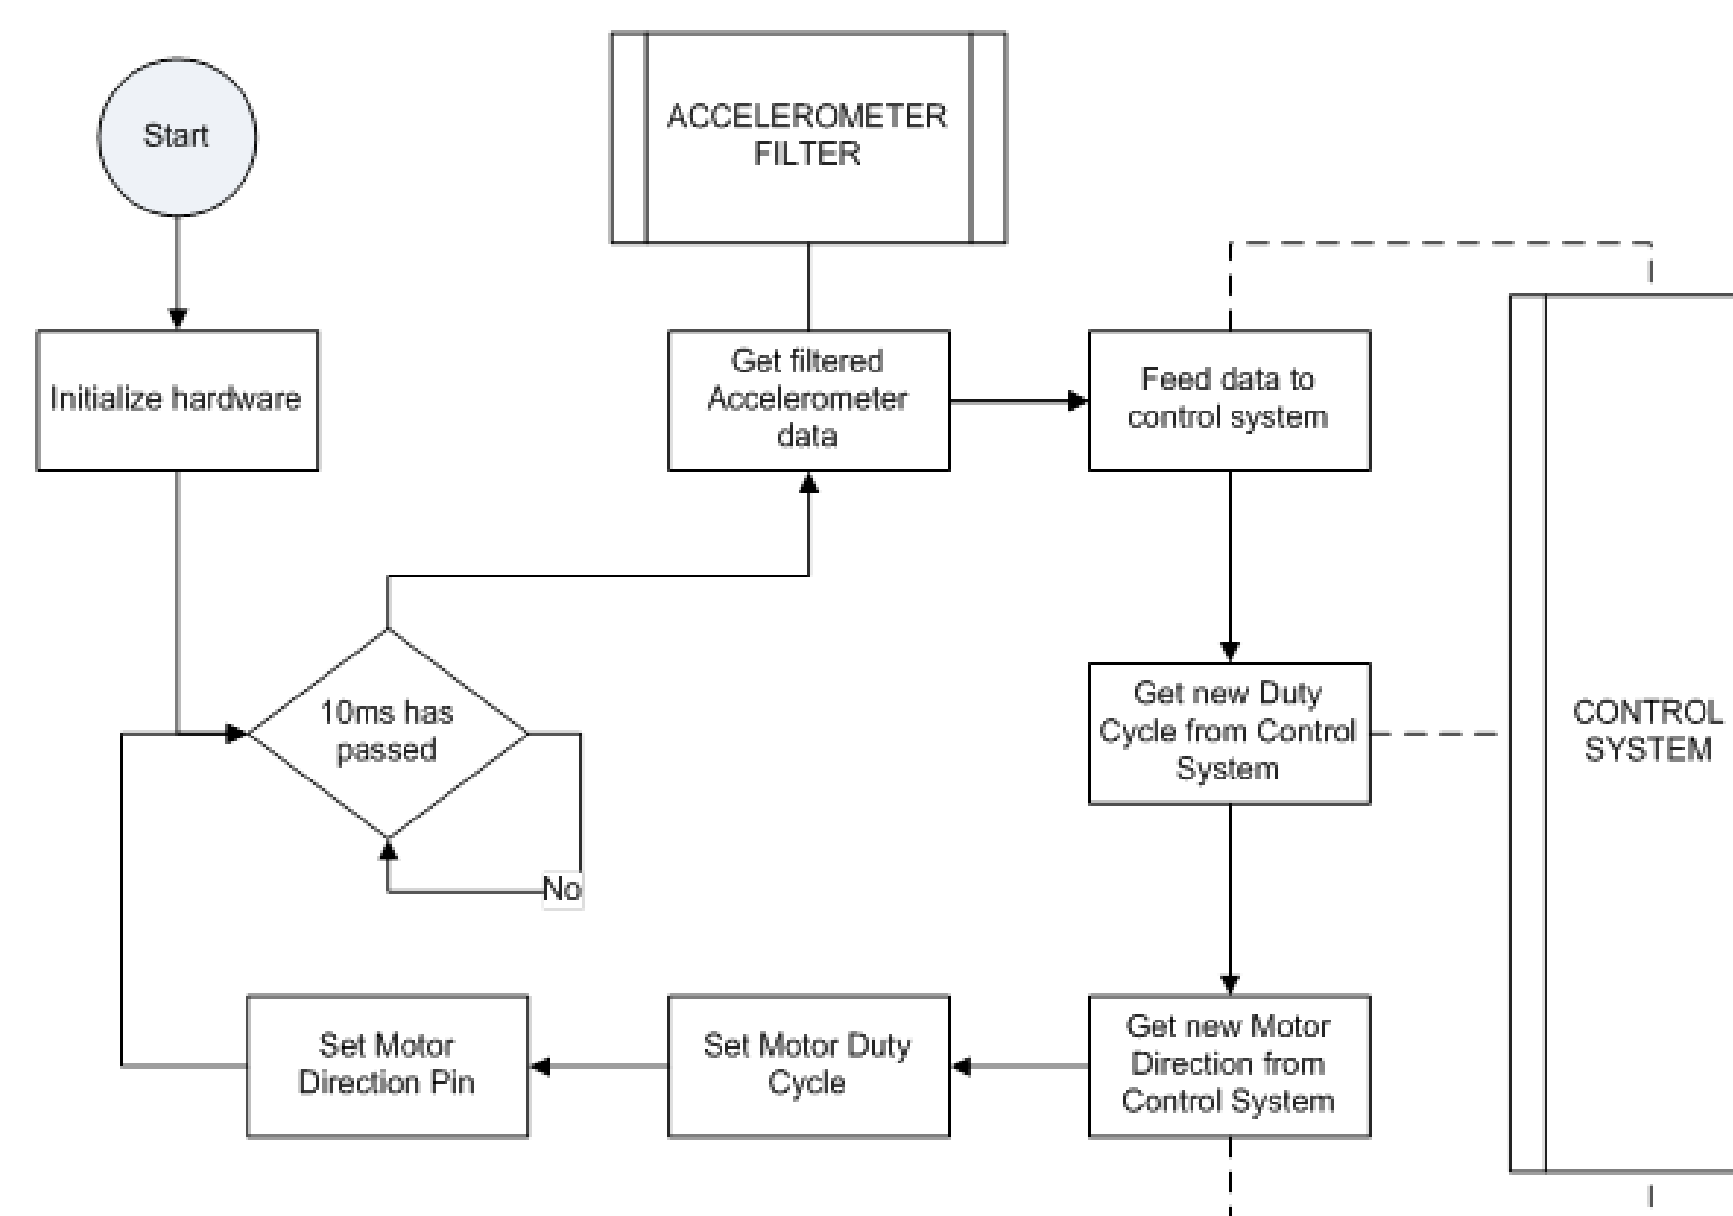 Start
ACCELEROMETER
FILTER
Initialize hardware
Get filtered
Accelerometer
data
Feed data to
control system
10ms has
passed
No
Get new Duty
Cycle from Control
System
CONTROL
SYSTEM
Set Motor
Direction Pin
Set Motor Duty
Cycle
Get new Motor
Direction from
Control System